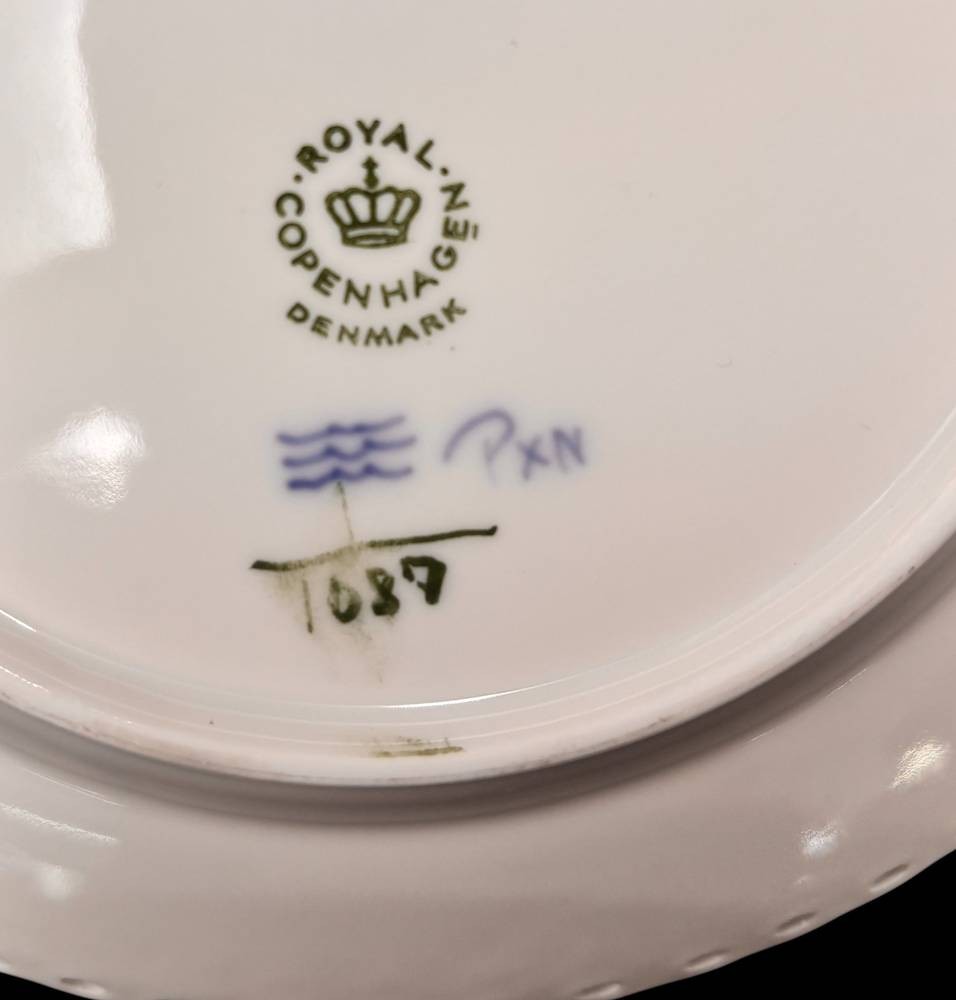 ROYAL
COPENHAGEN
DENMARK
PXN
1087